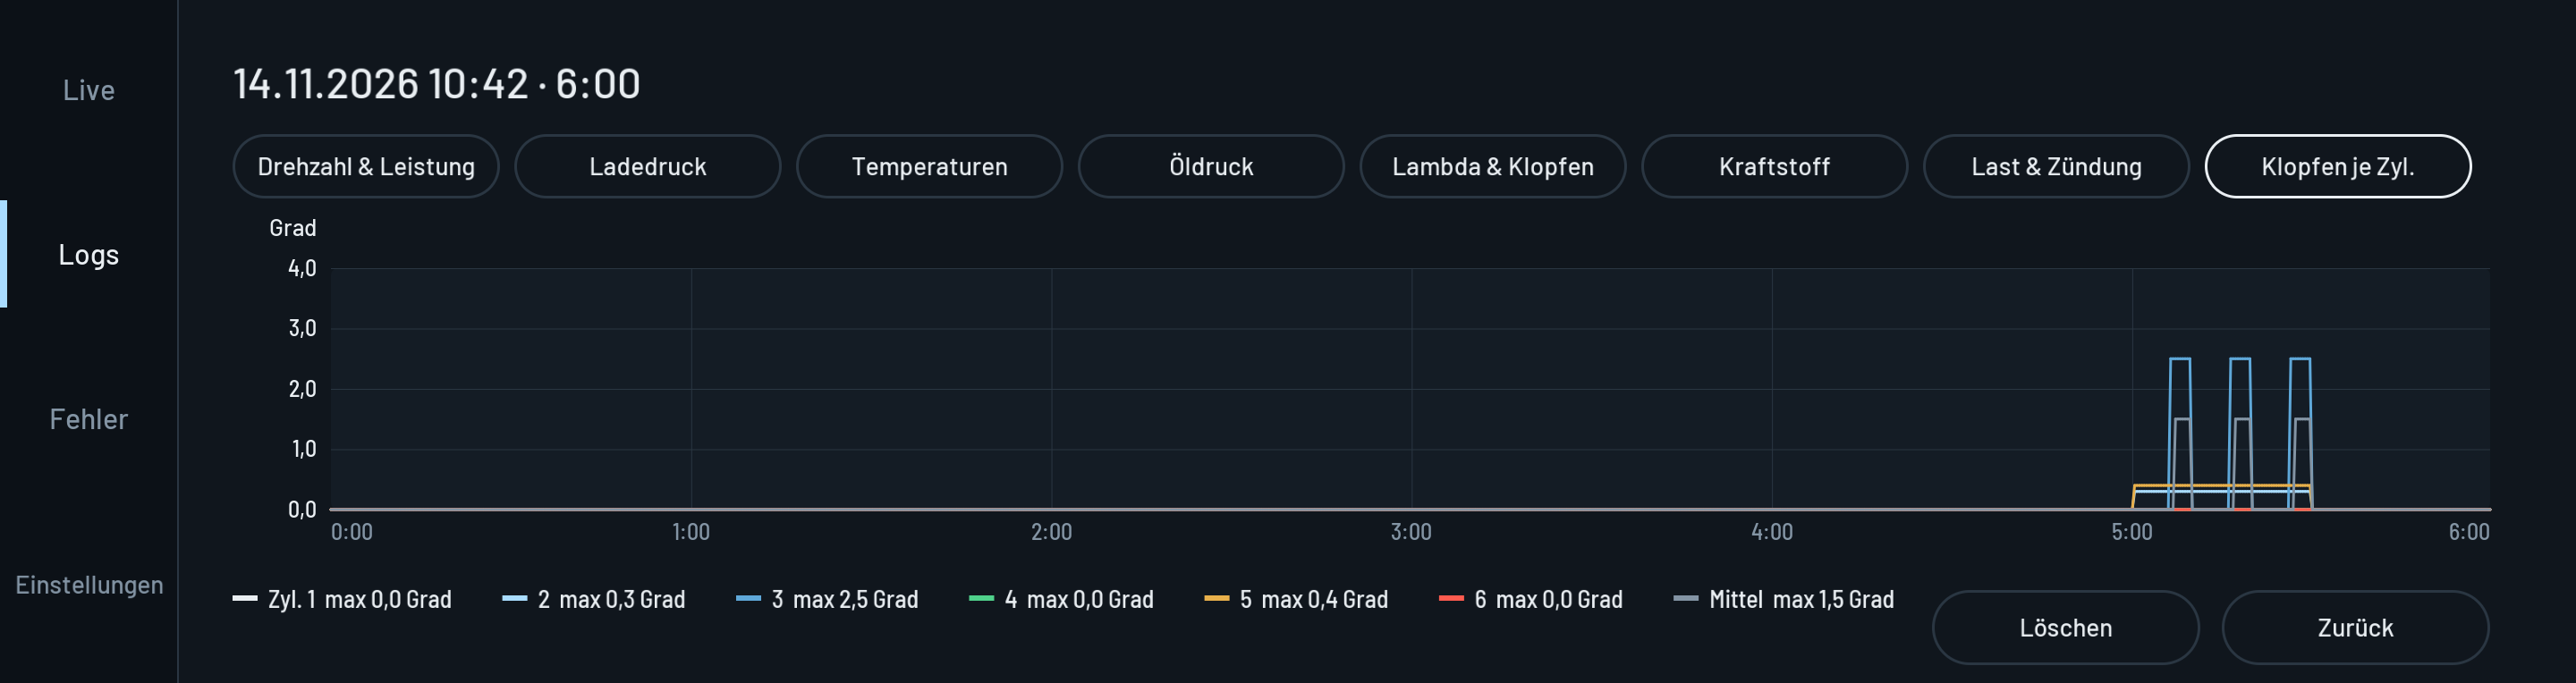 Live
Logs
Fehler
Einstellungen
14.11.2026 10:42 · 6:00
Drehzahl & Leistung
Ladedruck
Temperaturen
Öldruck
Lambda & Klopfen
Kraftstoff
Last & Zündung
Klopfen je Zyl.
Grad
4,0
3,0
2,0
1,0
0,0
0:00 1:00 2:00 3:00 4:00 5:00 6:00
Zyl. 1 max 0,0 Grad
2 max 0,3 Grad
3 max 2,5 Grad
4 max 0,0 Grad
5 max 0,4 Grad
6 max 0,0 Grad
Mittel max 1,5 Grad
Löschen
Zurück